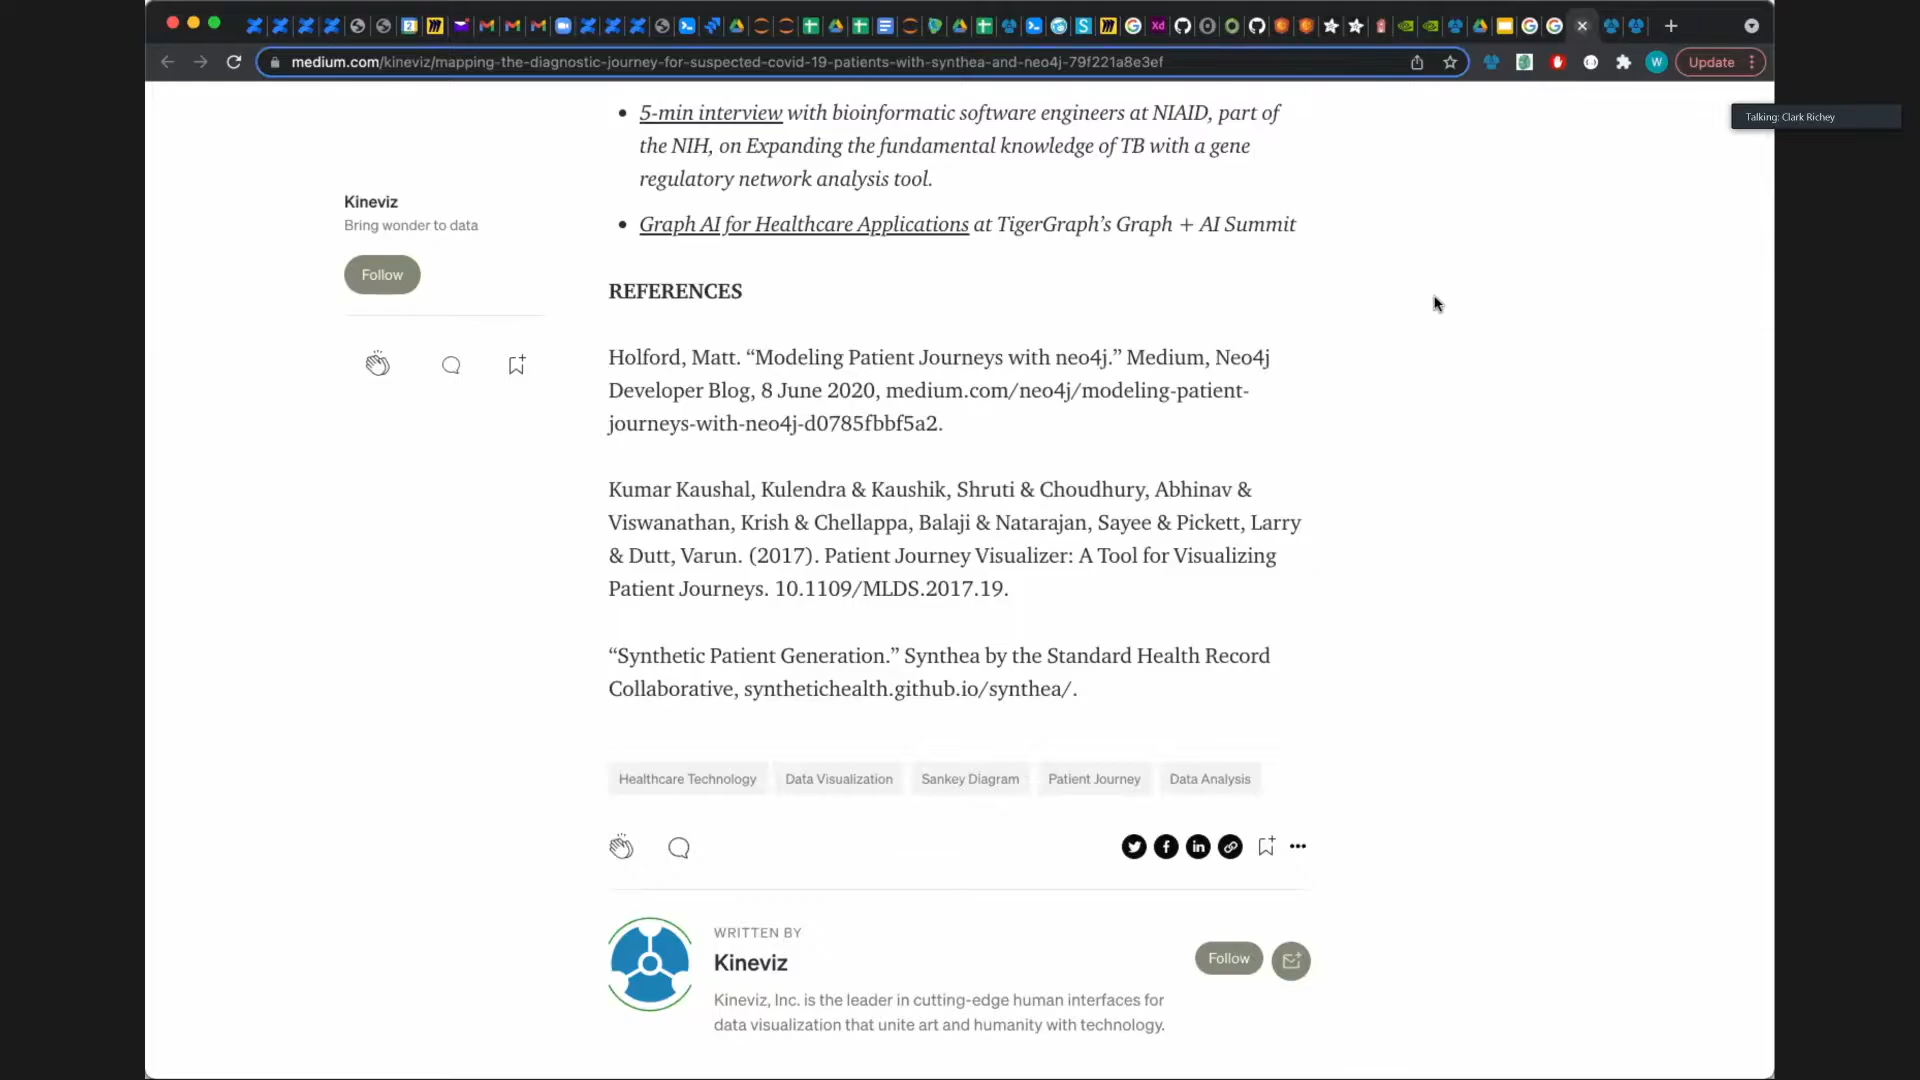 medium.com/kineviz/mapping-the-diagnostic-journey-for-suspected-covid-19-patients-with-synthea-and-neo4j-79f221a8e3ef
W
Update
Talking: Clark Richey
• 5-min interview with bioinformatic software engineers at NIAID, part of
the NIH, on Expanding the fundamental knowledge of TB with a gene
regulatory network analysis tool.
• Graph AI for Healthcare Applications at TigerGraph’s Graph + AI Summit
Kineviz
Bring wonder to data
Follow
REFERENCES
Holford, Matt. “Modeling Patient Journeys with neo4j.” Medium, Neo4j
Developer Blog, 8 June 2020, medium.com/neo4j/modeling-patient-
journeys-with-neo4j-d0785fbbf5a2.
Kumar Kaushal, Kulendra & Kaushik, Shruti & Choudhury, Abhinav &
Viswanathan, Krish & Chellappa, Balaji & Natarajan, Sayee & Pickett, Larry
& Dutt, Varun. (2017). Patient Journey Visualizer: A Tool for Visualizing
Patient Journeys. 10.1109/MLDS.2017.19.
“Synthetic Patient Generation.” Synthea by the Standard Health Record
Collaborative, synthetichealth.github.io/synthea/.
Healthcare Technology Data Visualization Sankey Diagram Patient Journey Data Analysis
WRITTEN BY
Kineviz
Follow
Kineviz, Inc. is the leader in cutting-edge human interfaces for
data visualization that unite art and humanity with technology.